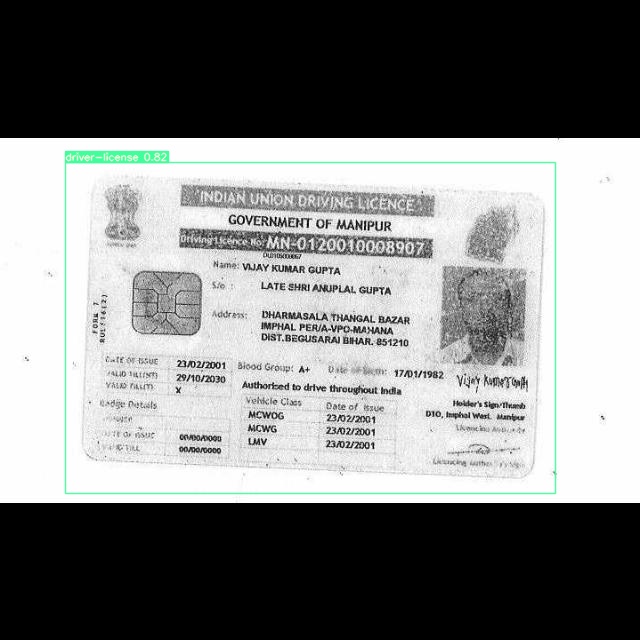 driver-license 0.82
INDIAN UNION DRIVING LICENCE
GOVERNMENT OF MANIPUR
Driving Licence No: MN-0120010008907
Name: VIJAY KUMAR GUPTA
S/o : LATE SHRI ANUPLAL GUPTA
Address: DHARMASALA THANGAL BAZAR
IMPHAL PER/A-VPO-MAHANA
DIST.BEGUSARAI BIHAR. 851210
FORM 7
RULE 16(2)
DATE OF ISSUE 23/02/2001
VALID TILL(NT) 29/10/2030
VALID TILL(T) X
Blood Group: A+ Date of Birth: 17/01/1982
Authorised to drive throughout India
Vehicle Class Date of Issue
MCWOG 23/02/2001
MCWG 23/02/2001
LMV 23/02/2001
Badge Details
DATE OF ISSUE 00/00/0000
VALID TILL 00/00/0000
Vijay Kumar Gupta
Holder's Sign/Thumb
DTO, Imphal West, Manipur
Licencing Authority
Licencing Authority's Sign